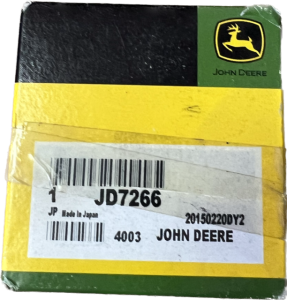 JOHN DEERE
1 JD7266
JP Made in Japan 20150220DY2
4003 JOHN DEERE